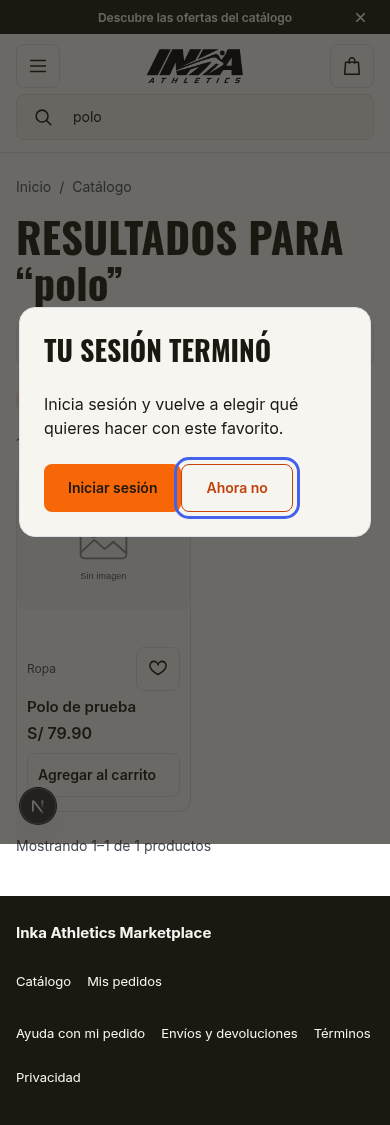 Descubre las ofertas del catálogo
INKA
ATHLETICS
polo
Inicio / Catálogo
RESULTADOS PARA
“polo”
TU SESIÓN TERMINÓ
Inicia sesión y vuelve a elegir qué
quieres hacer con este favorito.
Iniciar sesión
Ahora no
Sin imagen
Ropa
Polo de prueba
S/ 79.90
Agregar al carrito
N
Mostrando 1–1 de 1 productos
Inka Athletics Marketplace
Catálogo Mis pedidos
Ayuda con mi pedido Envíos y devoluciones Términos
Privacidad